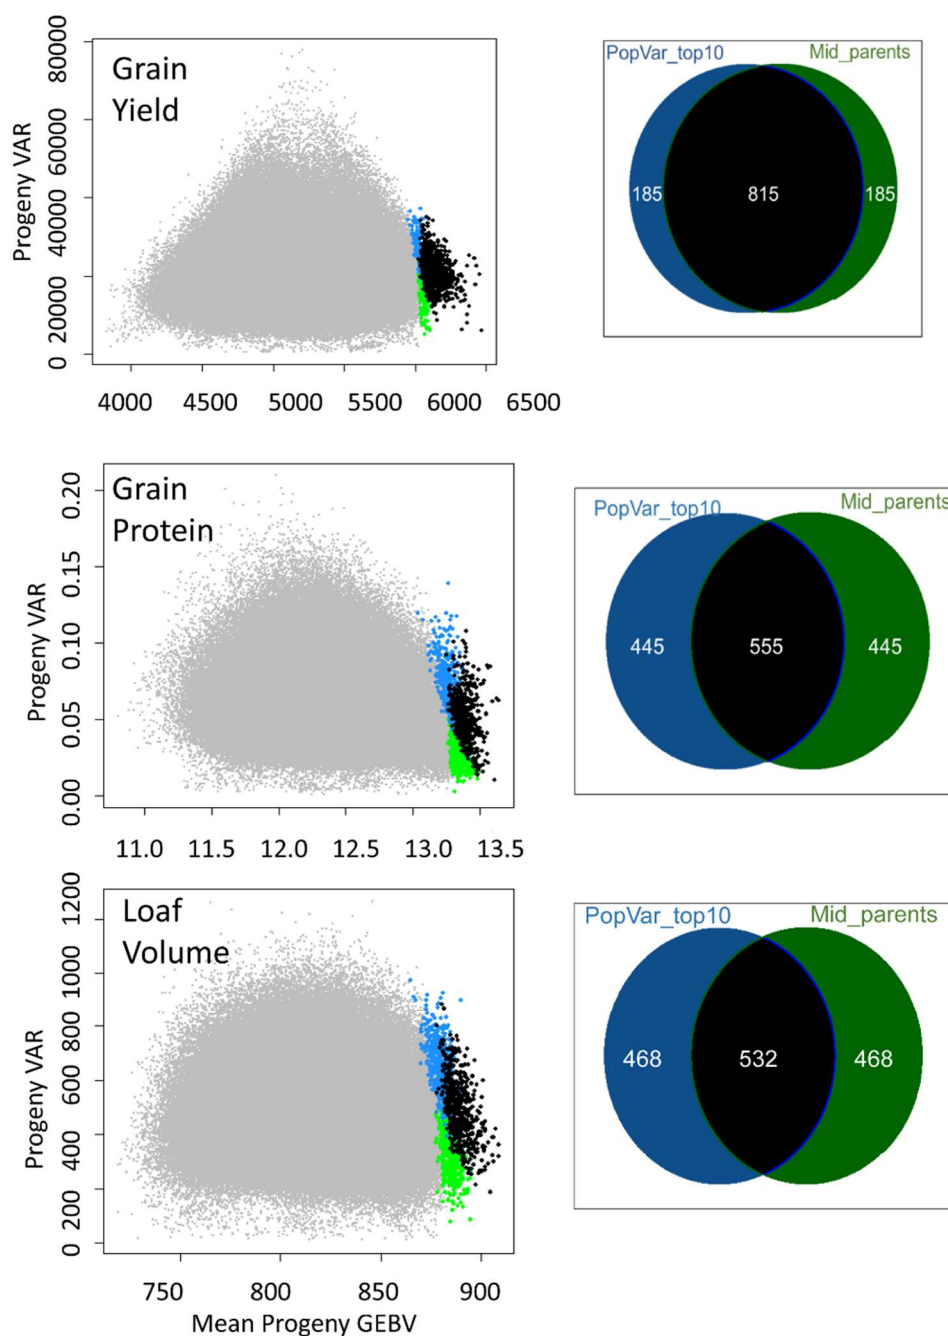 Grain
Yield
Progeny VAR
0 20000 40000 60000 80000
4000 4500 5000 5500 6000 6500
PopVar_top10
Mid_parents
185
815
185
Grain
Protein
Progeny VAR
0.00 0.05 0.10 0.15 0.20
11.0 11.5 12.0 12.5 13.0 13.5
PopVar_top10
Mid_parents
445
555
445
Loaf
Volume
Progeny VAR
0 200 400 600 800 1000 1200
750 800 850 900
Mean Progeny GEBV
PopVar_top10
Mid_parents
468
532
468